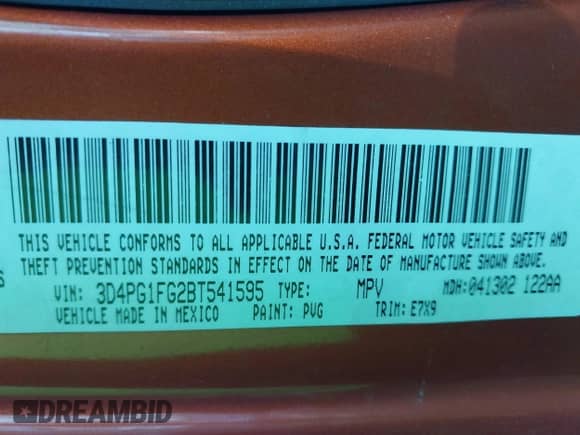 THIS VEHICLE CONFORMS TO ALL APPLICABLE U.S.A. FEDERAL MOTOR VEHICLE SAFETY AND
THEFT PREVENTION STANDARDS IN EFFECT ON THE DATE OF MANUFACTURE SHOWN ABOVE.
S
VIN: 3D4PG1FG2BT541595 TYPE: MPV MDH: 041302 122AA
VEHICLE MADE IN MEXICO PAINT: PVG TRIM: E7X9
DREAMBID